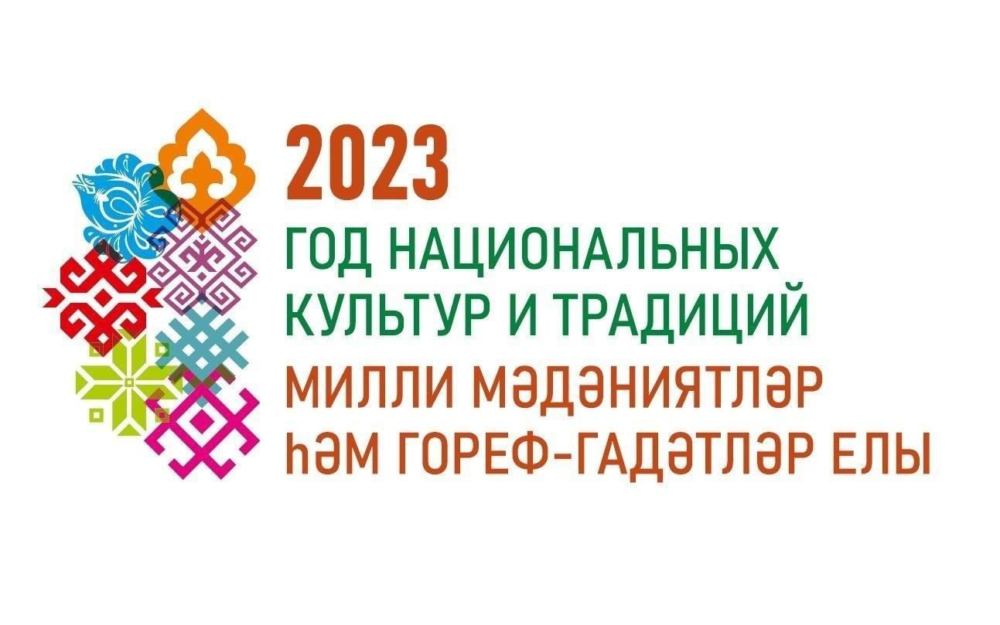 2023
ГОД НАЦИОНАЛЬНЫХ
КУЛЬТУР И ТРАДИЦИЙ
МИЛЛИ МӘДӘНИЯТЛӘР
һӘМ ГОРЕФ-ГАДӘТЛӘР ЕЛЫ